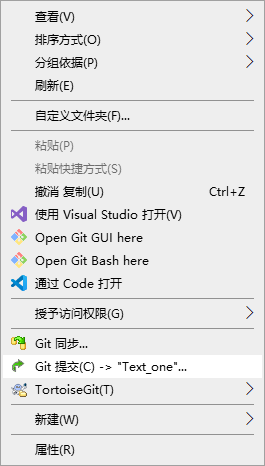 查看(V)
排序方式(O)
分组依据(P)
刷新(E)
自定义文件夹(F)...
粘贴(P)
粘贴快捷方式(S)
撤消 复制(U) Ctrl+Z
使用 Visual Studio 打开(V)
Open Git GUI here
Open Git Bash here
通过 Code 打开
授予访问权限(G)
Git 同步...
Git 提交(C) -> "Text_one"...
TortoiseGit(T)
新建(W)
属性(R)